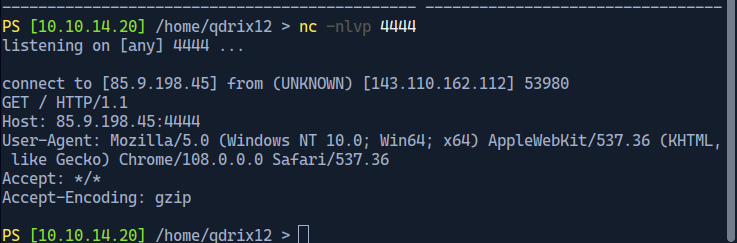 ---------------------------------------------- ---------------------------------
PS [10.10.14.20] /home/qdrix12 > nc -nlvp 4444
listening on [any] 4444 ...
connect to [85.9.198.45] from (UNKNOWN) [143.110.162.112] 53980
GET / HTTP/1.1
Host: 85.9.198.45:4444
User-Agent: Mozilla/5.0 (Windows NT 10.0; Win64; x64) AppleWebKit/537.36 (KHTML,
like Gecko) Chrome/108.0.0.0 Safari/537.36
Accept: */*
Accept-Encoding: gzip
PS [10.10.14.20] /home/qdrix12 >